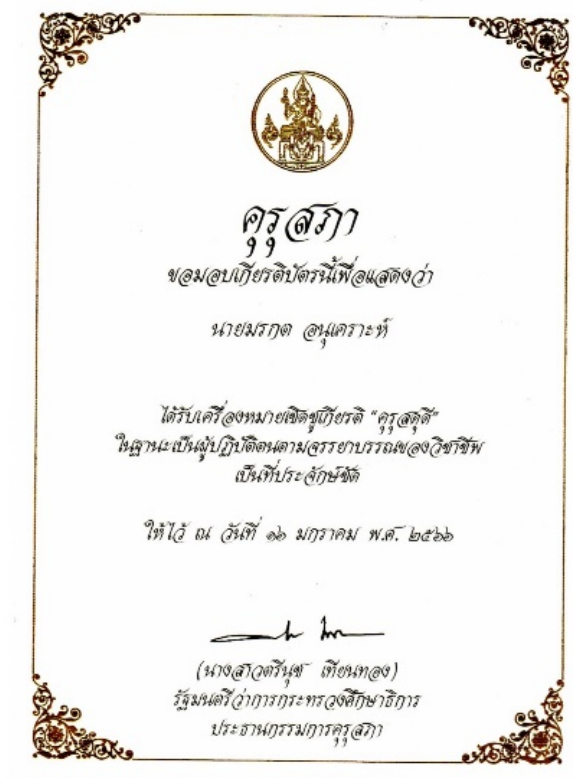 คุรุสภา
ขอมอบเกียรติบัตรนี้เพื่อแสดงว่า
นายมรกต อนุเคราะห์
ได้รับเครื่องหมายเชิดชูเกียรติ "คุรุสดุดี"
ในฐานะเป็นผู้ปฏิบัติตนตามจรรยาบรรณของวิชาชีพ
เป็นที่ประจักษ์ชัด
ให้ไว้ ณ วันที่ ๑๖ มกราคม พ.ศ. ๒๕๖๖
(นางสาวตรีนุช เทียนทอง)
รัฐมนตรีว่าการกระทรวงศึกษาธิการ
ประธานกรรมการคุรุสภา